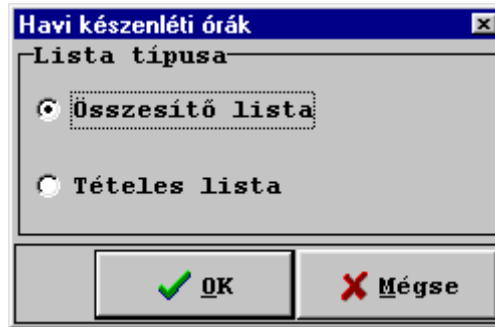 Havi készenléti órák
Lista típusa
Összesítő lista
Tételes lista
OK
Mégse